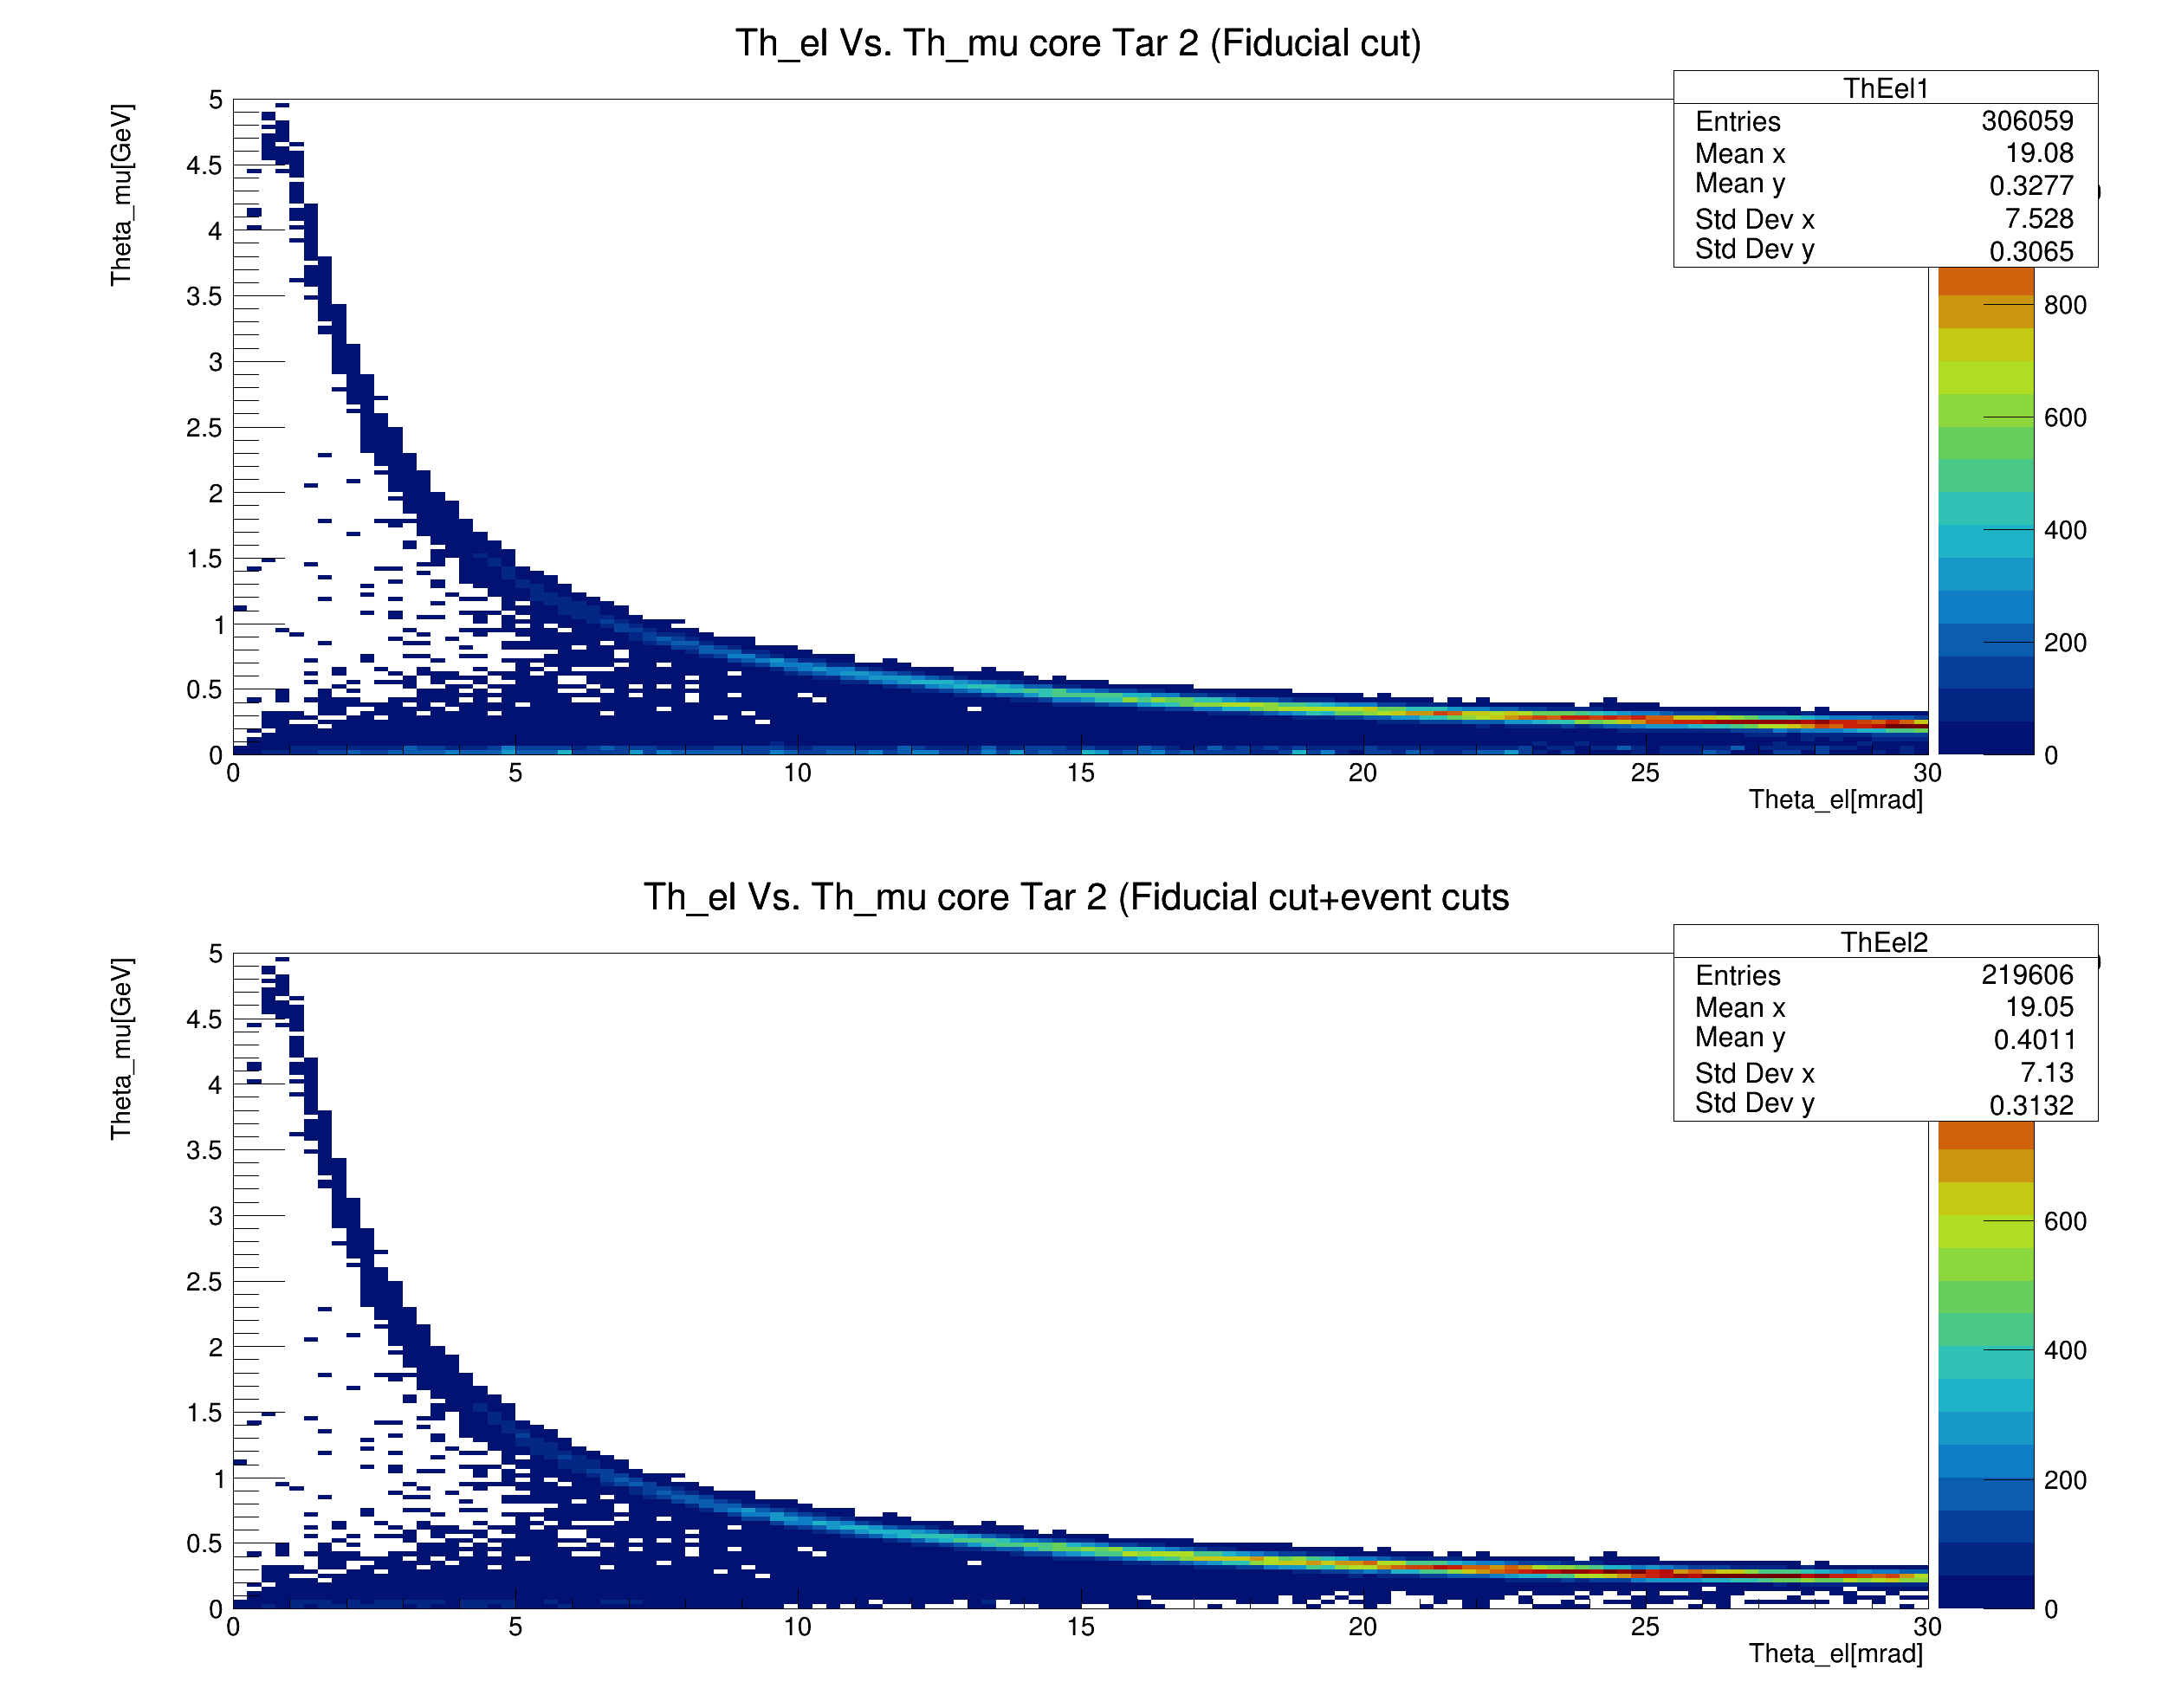 Th_el Vs. Th_mu core Tar 2 (Fiducial cut)
Theta_mu[GeV]
5
4.5
4
3.5
3
2.5
2
1.5
1
0.5
0
0 5 10 15 20 25 30
Theta_el[mrad]
ThEel1
Entries 306059
Mean x 19.08
Mean y 0.3277
Std Dev x 7.528
Std Dev y 0.3065
800
600
400
200
0
Th_el Vs. Th_mu core Tar 2 (Fiducial cut+event cuts
Theta_mu[GeV]
5
4.5
4
3.5
3
2.5
2
1.5
1
0.5
0
0 5 10 15 20 25 30
Theta_el[mrad]
ThEel2
Entries 219606
Mean x 19.05
Mean y 0.4011
Std Dev x 7.13
Std Dev y 0.3132
600
400
200
0